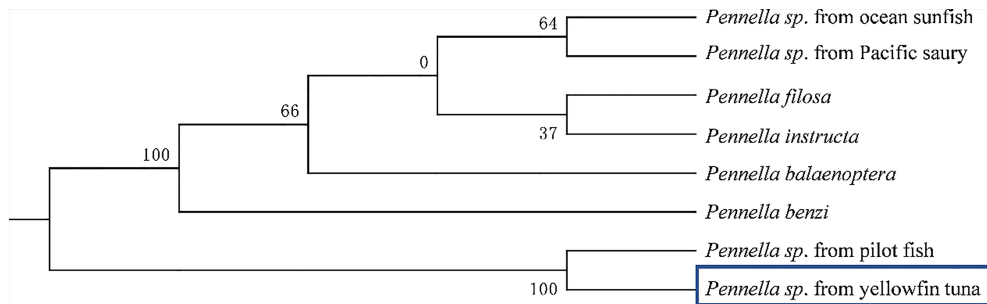 64
Pennella sp. from ocean sunfish
0
Pennella sp. from Pacific saury
Pennella filosa
66
37
Pennella instructa
100
Pennella balaenoptera
Pennella benzi
Pennella sp. from pilot fish
100
Pennella sp. from yellowfin tuna